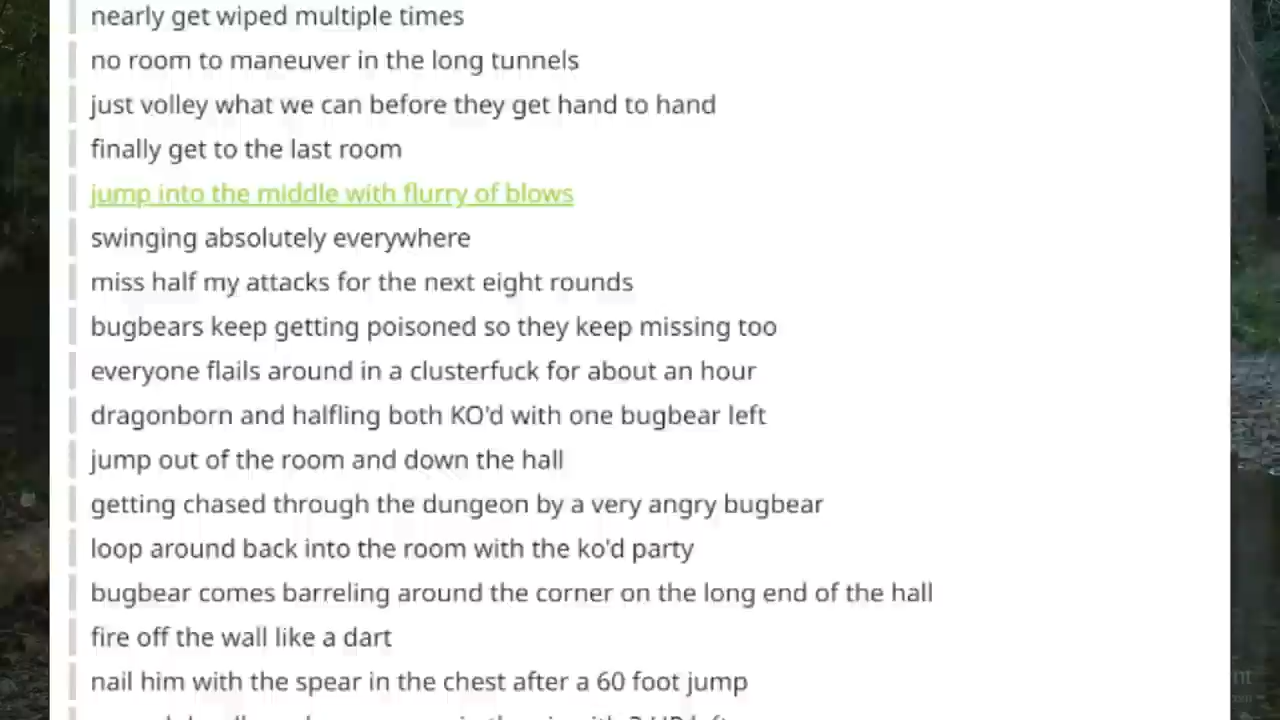 nearly get wiped multiple times
no room to maneuver in the long tunnels
just volley what we can before they get hand to hand
finally get to the last room
jump into the middle with flurry of blows
swinging absolutely everywhere
miss half my attacks for the next eight rounds
bugbears keep getting poisoned so they keep missing too
everyone flails around in a clusterfuck for about an hour
dragonborn and halfling both KO'd with one bugbear left
jump out of the room and down the hall
getting chased through the dungeon by a very angry bugbear
loop around back into the room with the ko'd party
bugbear comes barreling around the corner on the long end of the hall
fire off the wall like a dart
nail him with the spear in the chest after a 60 foot jump